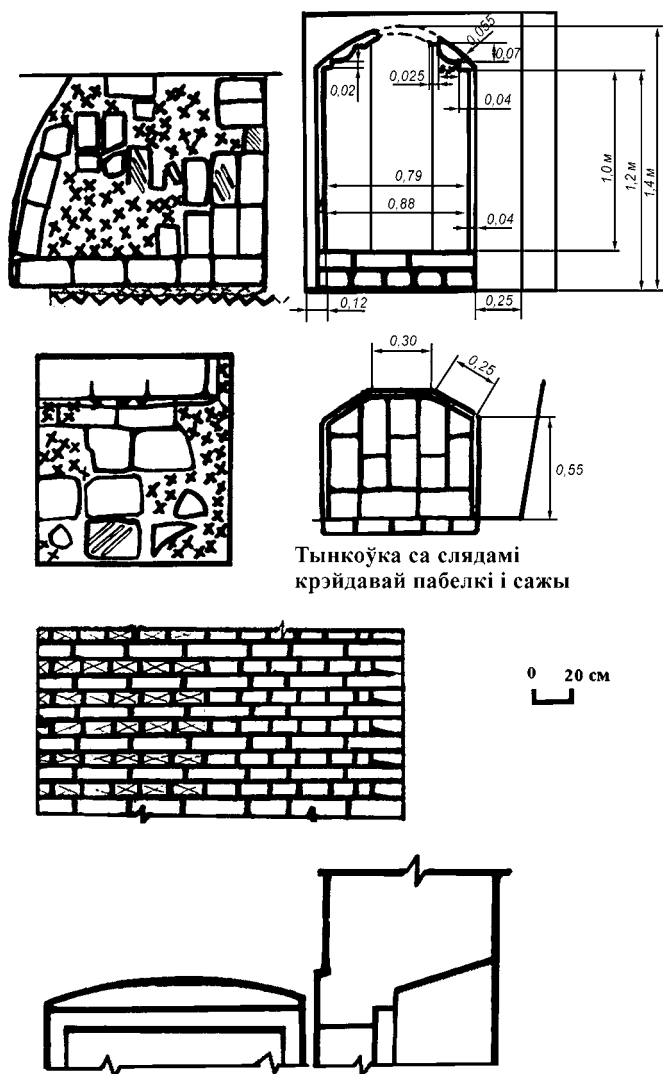 0,055
0,07
0,02
0,025
0,04
1,0 м
1,2 м
1,4 м
0,79
0,88
0,04
0,12
0,25
0,30
0,25
0,55
Тынкоўка са слядамі
крэйдавай пабелкі і сажы
0 20 см